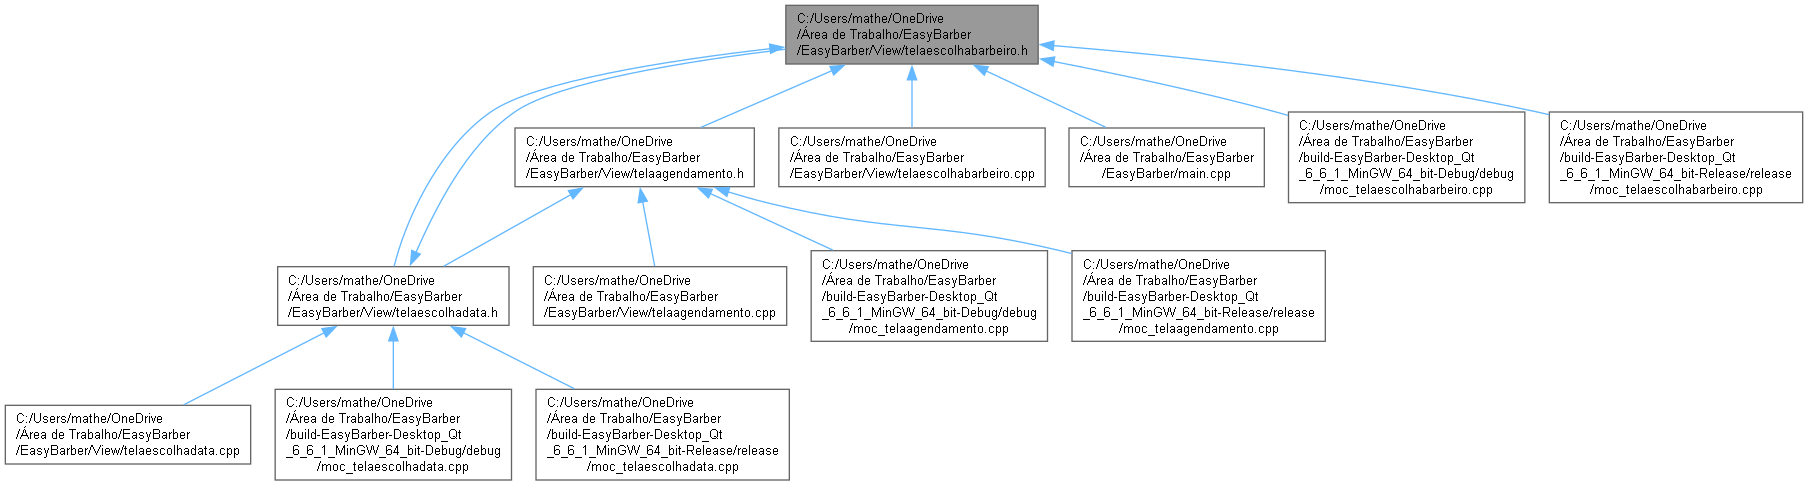 C:/Users/mathe/OneDrive
/Área de Trabalho/EasyBarber
/EasyBarber/View/telaescolhabarbeiro.h
C:/Users/mathe/OneDrive
/Área de Trabalho/EasyBarber
/EasyBarber/View/telaagendamento.h
C:/Users/mathe/OneDrive
/Área de Trabalho/EasyBarber
/EasyBarber/View/telaescolhabarbeiro.cpp
C:/Users/mathe/OneDrive
/Área de Trabalho/EasyBarber
/EasyBarber/main.cpp
C:/Users/mathe/OneDrive
/Área de Trabalho/EasyBarber
/build-EasyBarber-Desktop_Qt
_6_6_1_MinGW_64_bit-Debug/debug
/moc_telaescolhabarbeiro.cpp
C:/Users/mathe/OneDrive
/Área de Trabalho/EasyBarber
/build-EasyBarber-Desktop_Qt
_6_6_1_MinGW_64_bit-Release/release
/moc_telaescolhabarbeiro.cpp
C:/Users/mathe/OneDrive
/Área de Trabalho/EasyBarber
/EasyBarber/View/telaescolhadata.h
C:/Users/mathe/OneDrive
/Área de Trabalho/EasyBarber
/EasyBarber/View/telaagendamento.cpp
C:/Users/mathe/OneDrive
/Área de Trabalho/EasyBarber
/build-EasyBarber-Desktop_Qt
_6_6_1_MinGW_64_bit-Debug/debug
/moc_telaagendamento.cpp
C:/Users/mathe/OneDrive
/Área de Trabalho/EasyBarber
/build-EasyBarber-Desktop_Qt
_6_6_1_MinGW_64_bit-Release/release
/moc_telaagendamento.cpp
C:/Users/mathe/OneDrive
/Área de Trabalho/EasyBarber
/EasyBarber/View/telaescolhadata.cpp
C:/Users/mathe/OneDrive
/Área de Trabalho/EasyBarber
/build-EasyBarber-Desktop_Qt
_6_6_1_MinGW_64_bit-Debug/debug
/moc_telaescolhadata.cpp
C:/Users/mathe/OneDrive
/Área de Trabalho/EasyBarber
/build-EasyBarber-Desktop_Qt
_6_6_1_MinGW_64_bit-Release/release
/moc_telaescolhadata.cpp